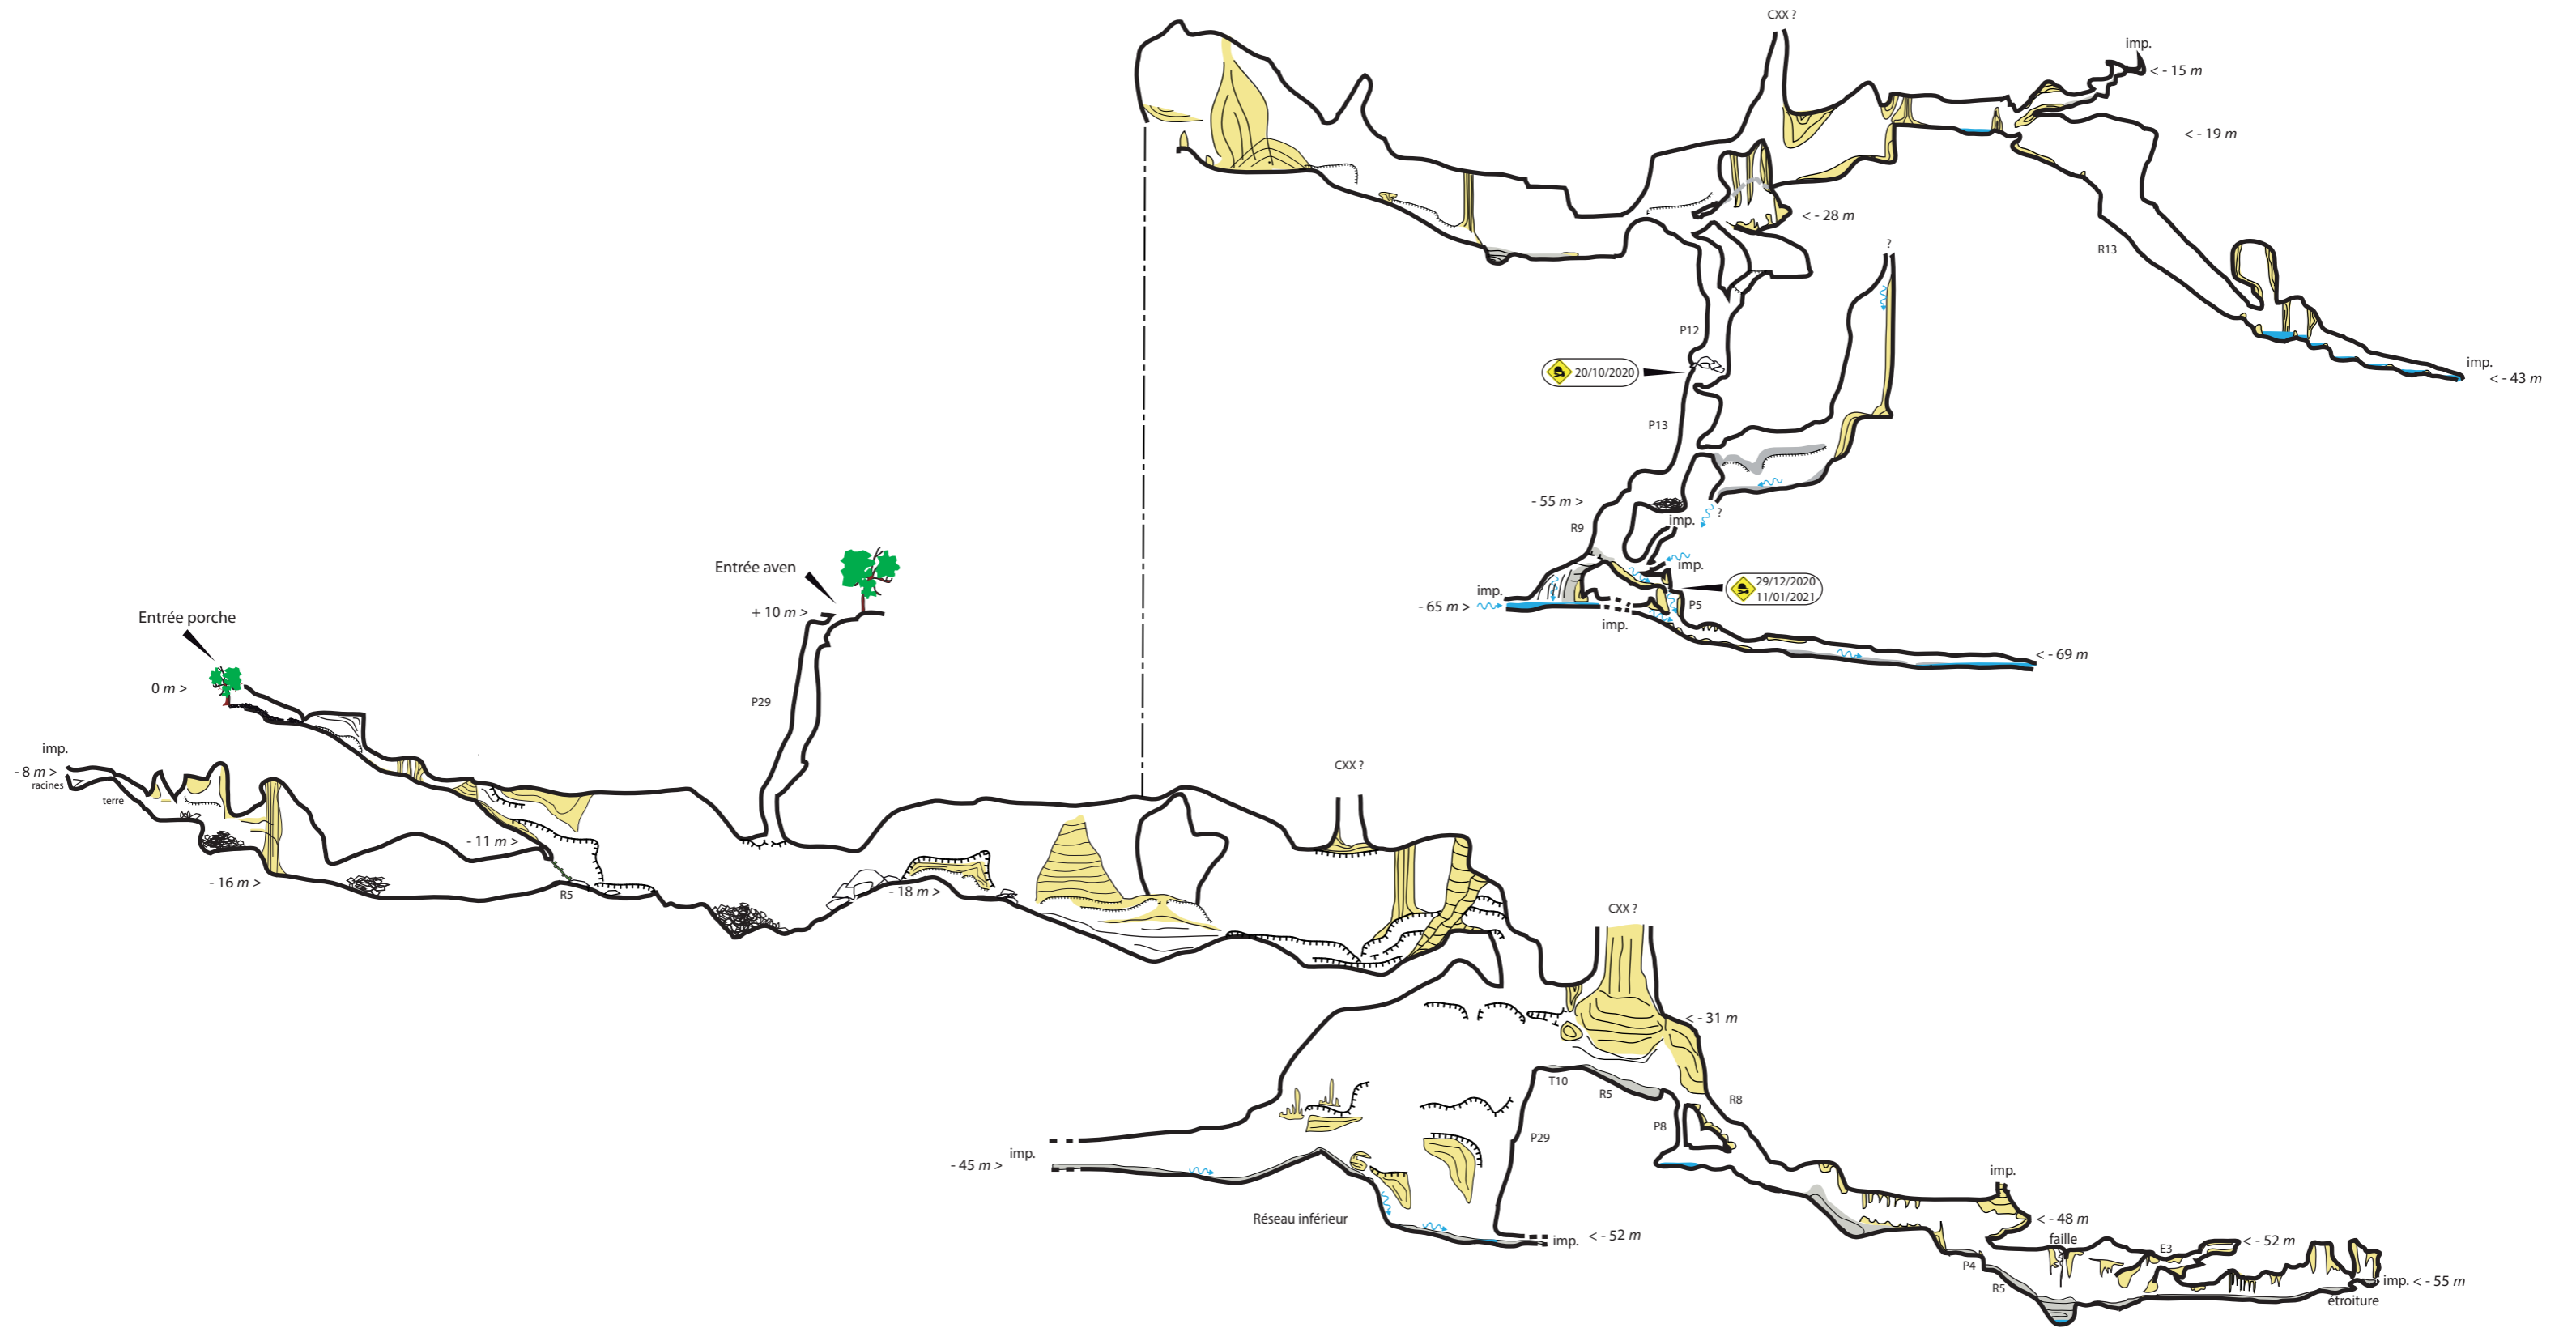 CXX ?
imp.
< - 15 m
< - 19 m
< - 28 m
?
R13
P12
20/10/2020
imp.
< - 43 m
P13
- 55 m >
?
imp.
R9
imp.
29/12/2020
11/01/2021
imp.
- 65 m >
P5
imp.
< - 69 m
Entrée aven
+ 10 m >
Entrée porche
0 m >
P29
imp.
- 8 m >
racines
terre
CXX ?
- 11 m >
- 16 m >
R5
- 18 m >
CXX ?
< - 31 m
T10
R5
R8
P8
P29
imp.
- 45 m >
imp.
Réseau inférieur
< - 48 m
imp.
< - 52 m
faille
E3
< - 52 m
P4
R5
imp. < - 55 m
étroiture